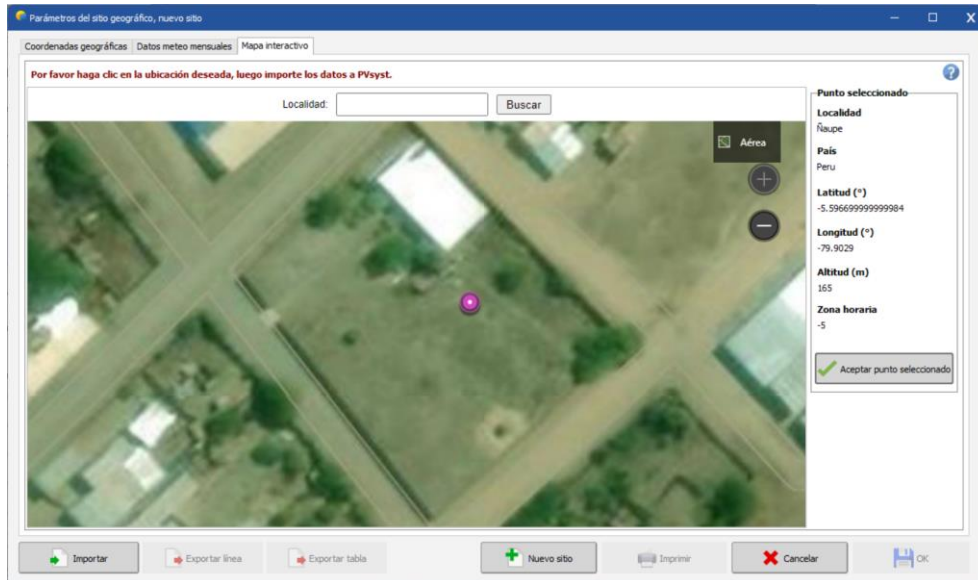 Parámetros del sitio geográfico, nuevo sitio
Coordenadas geográficas Datos meteo mensuales Mapa interactivo
Por favor haga clic en la ubicación deseada, luego importe los datos a PVsyst.
Localidad: Buscar
Aérea
Punto seleccionado
Localidad
Ñaupe
País
Peru
Latitud (°)
-5.596699999999984
Longitud (°)
-79.9029
Altitud (m)
165
Zona horaria
-5
Aceptar punto seleccionado
Importar Exportar línea Exportar tabla Nuevo sitio Imprimir Cancelar OK